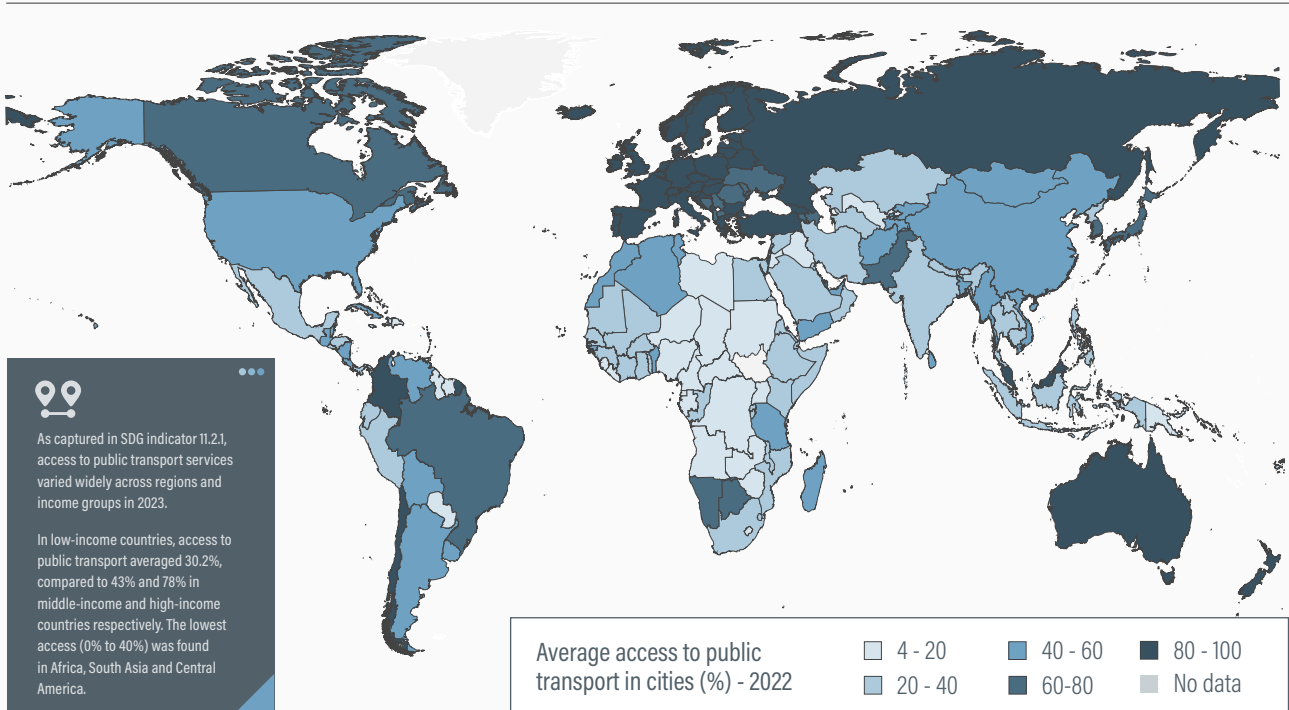 As captured in SDG indicator 11.2.1,
access to public transport services
varied widely across regions and
income groups in 2023.
In low-income countries, access to
public transport averaged 30.2%,
compared to 43% and 78% in
middle-income and high-income
countries respectively. The lowest
access (0% to 40%) was found
in Africa, South Asia and Central
America.
Average access to public
transport in cities (%) - 2022
4 - 20
20 - 40
40 - 60
60-80
80 - 100
No data